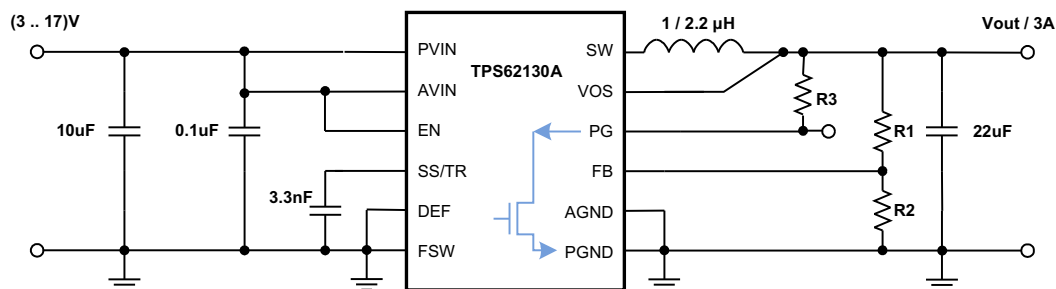 (3 .. 17)V
1 / 2.2 µH
Vout / 3A
TPS62130A
PVIN
SW
AVIN
VOS
R3
10uF
0.1uF
EN
PG
R1
22uF
SS/TR
FB
3.3nF
DEF
AGND
R2
FSW
PGND